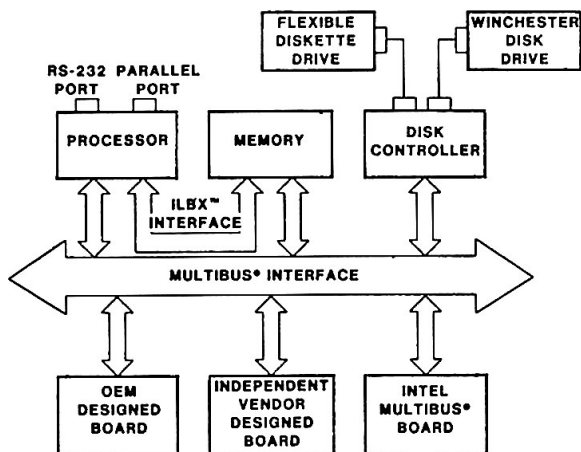 FLEXIBLE
DISKETTE
DRIVE
WINCHESTER
DISK
DRIVE
RS-232
PORT
PARALLEL
PORT
PROCESSOR
MEMORY
DISK
CONTROLLER
iLBX™
INTERFACE
MULTIBUS® INTERFACE
OEM
DESIGNED
BOARD
INDEPENDENT
VENDOR
DESIGNED
BOARD
INTEL
MULTIBUS®
BOARD